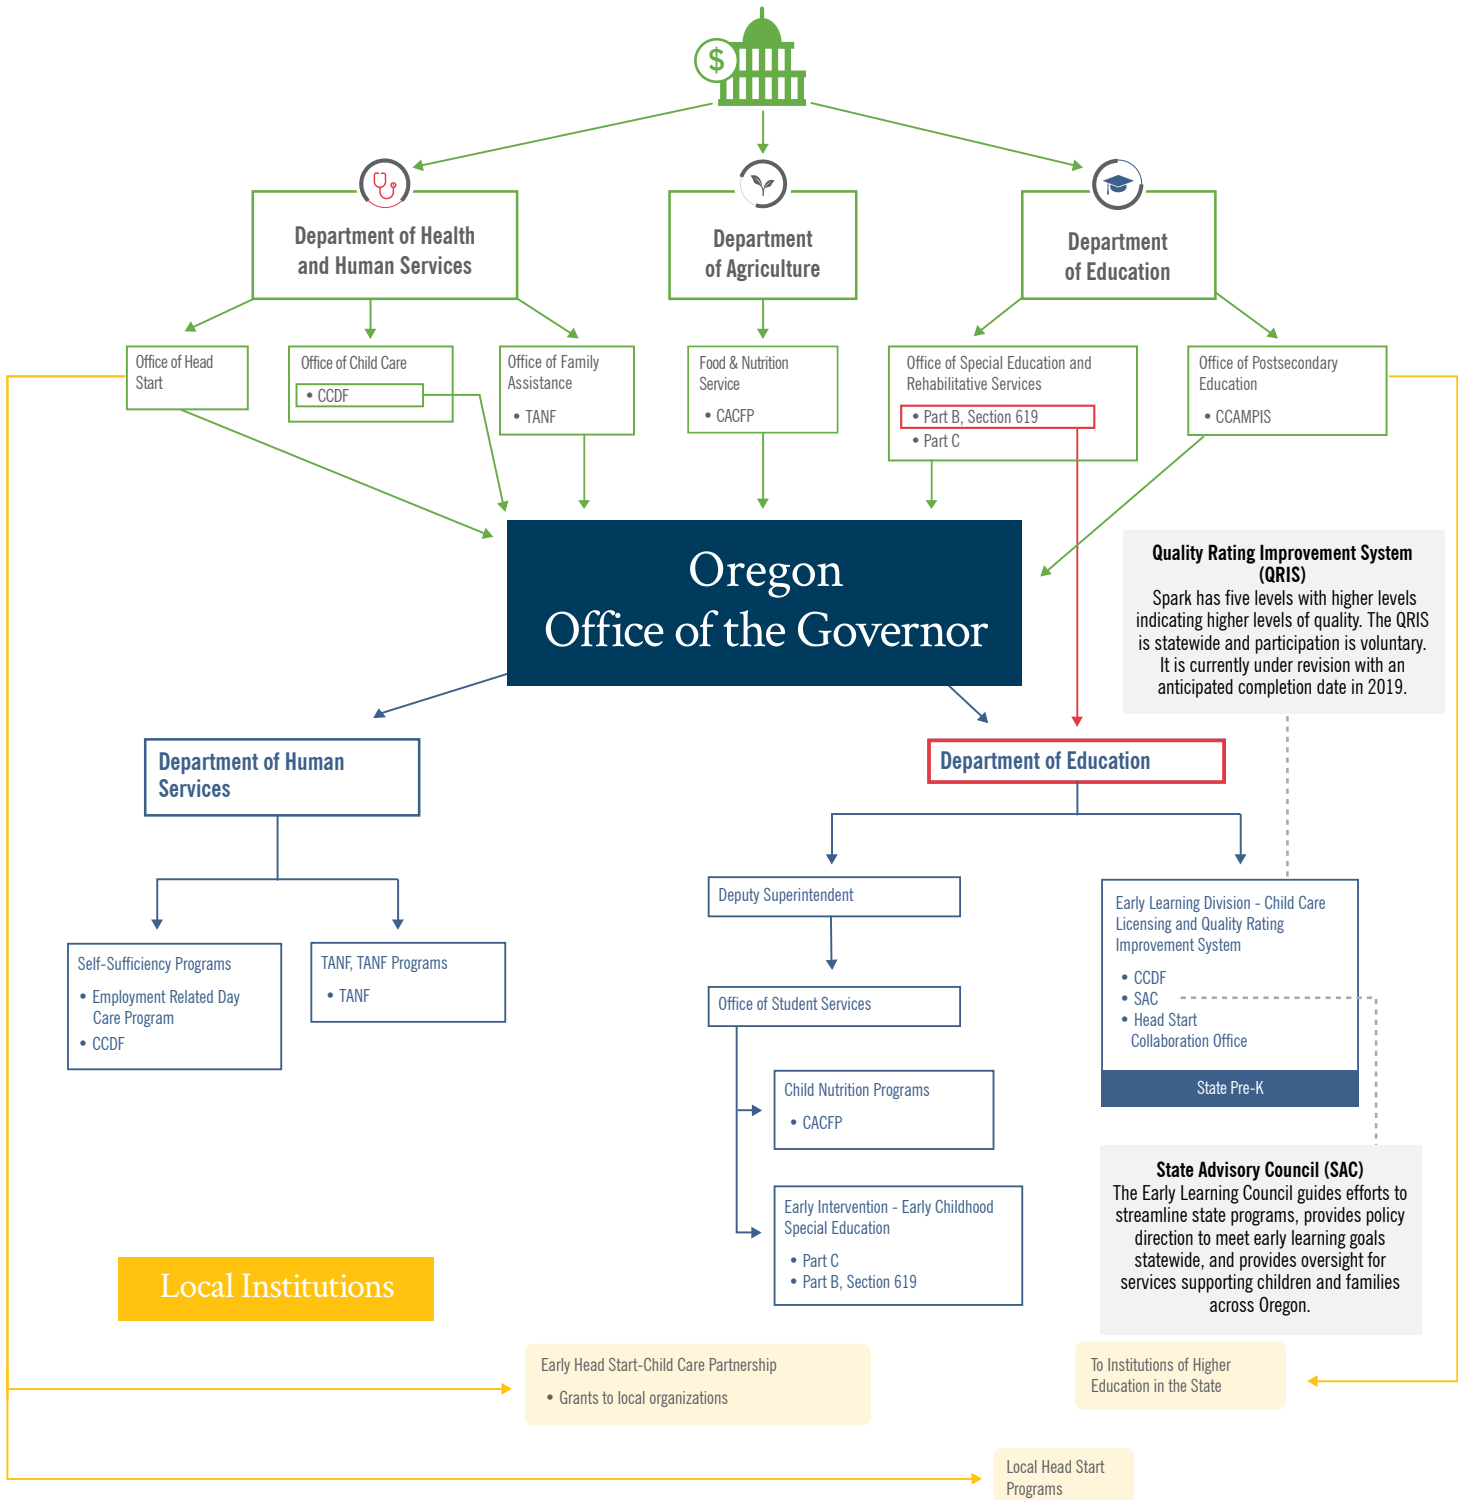 $
Department of Health
and Human Services
Department
of Agriculture
Department
of Education
Office of Head
Start
Office of Child Care
• CCDF
Office of Family
Assistance
• TANF
Food & Nutrition
Service
• CACFP
Office of Special Education and
Rehabilitative Services
• Part B, Section 619
• Part C
Office of Postsecondary
Education
• CCAMPIS
Oregon
Office of the Governor
Quality Rating Improvement System
(QRIS)
Spark has five levels with higher levels
indicating higher levels of quality. The QRIS
is statewide and participation is voluntary.
It is currently under revision with an
anticipated completion date in 2019.
Department of Human
Services
Department of Education
Self-Sufficiency Programs
• Employment Related Day
Care Program
• CCDF
TANF, TANF Programs
• TANF
Deputy Superintendent
Office of Student Services
Child Nutrition Programs
• CACFP
Early Intervention - Early Childhood
Special Education
• Part C
• Part B, Section 619
Early Learning Division - Child Care
Licensing and Quality Rating
Improvement System
• CCDF
• SAC
• Head Start
Collaboration Office
State Pre-K
State Advisory Council (SAC)
The Early Learning Council guides efforts to
streamline state programs, provides policy
direction to meet early learning goals
statewide, and provides oversight for
services supporting children and families
across Oregon.
Local Institutions
Early Head Start-Child Care Partnership
• Grants to local organizations
To Institutions of Higher
Education in the State
Local Head Start
Programs